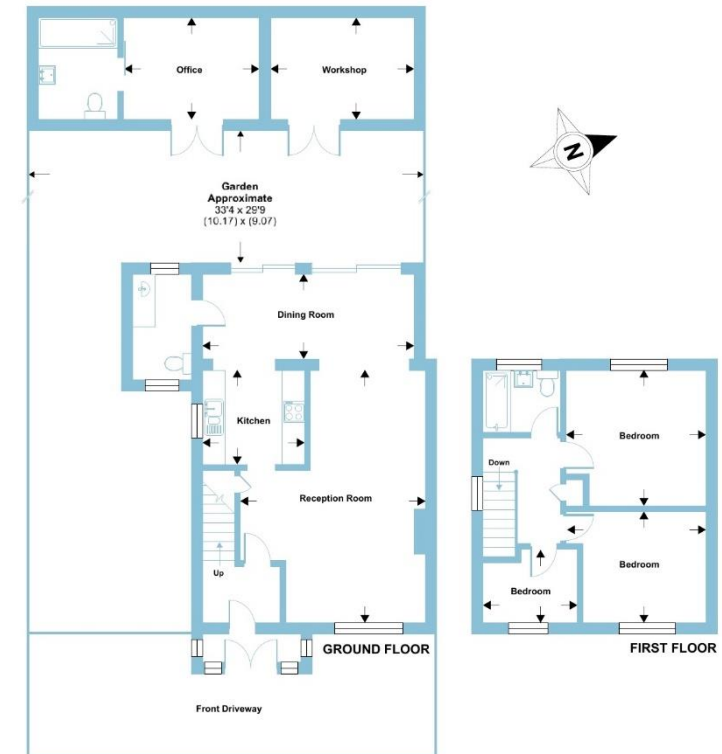 Office
Workshop
N
Garden
Approximate
33'4 x 29'9
(10.17) x (9.07)
Dining Room
Kitchen
Reception Room
Up
GROUND FLOOR
Front Driveway
Bedroom
Down
Bedroom
Bedroom
FIRST FLOOR